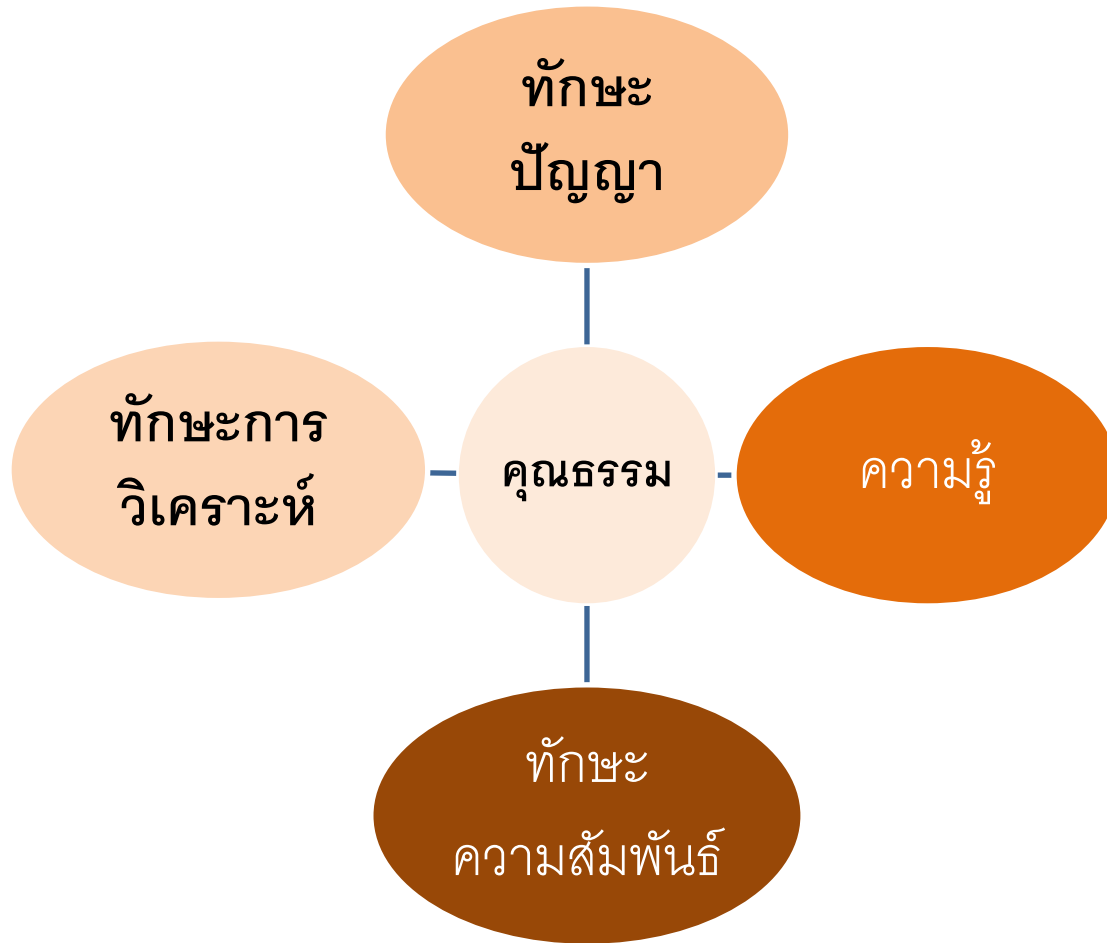 ทักษะ
ปัญญา
ทักษะการ
วิเคราะห์
คุณธรรม
ความรู้
ทักษะ
ความสัมพันธ์